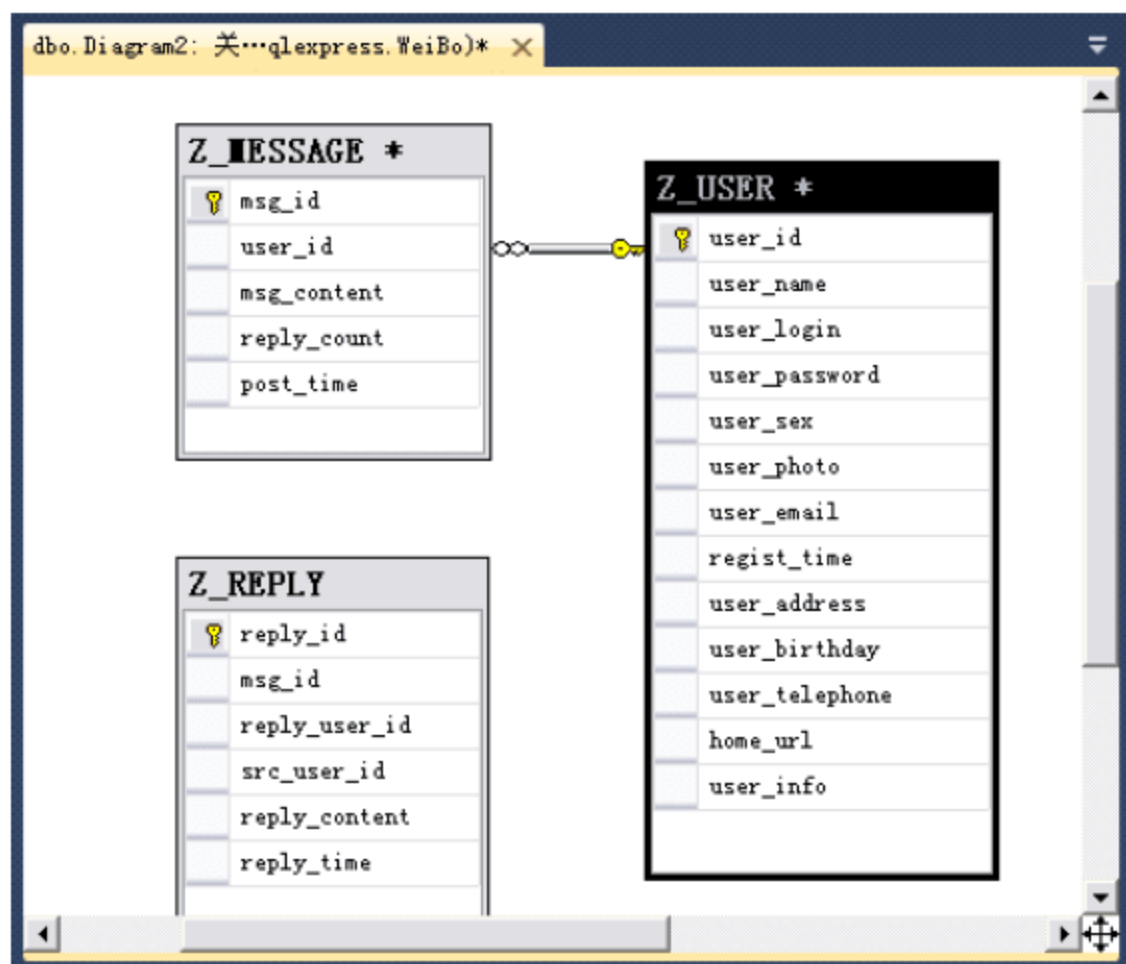 dbo.Diagram2: 关…qlexpress.WeiBo)*
Z_MESSAGE *
msg_id
user_id
msg_content
reply_count
post_time
Z_USER *
user_id
user_name
user_login
user_password
user_sex
user_photo
user_email
regist_time
user_address
user_birthday
user_telephone
home_url
user_info
Z_REPLY
reply_id
msg_id
reply_user_id
src_user_id
reply_content
reply_time